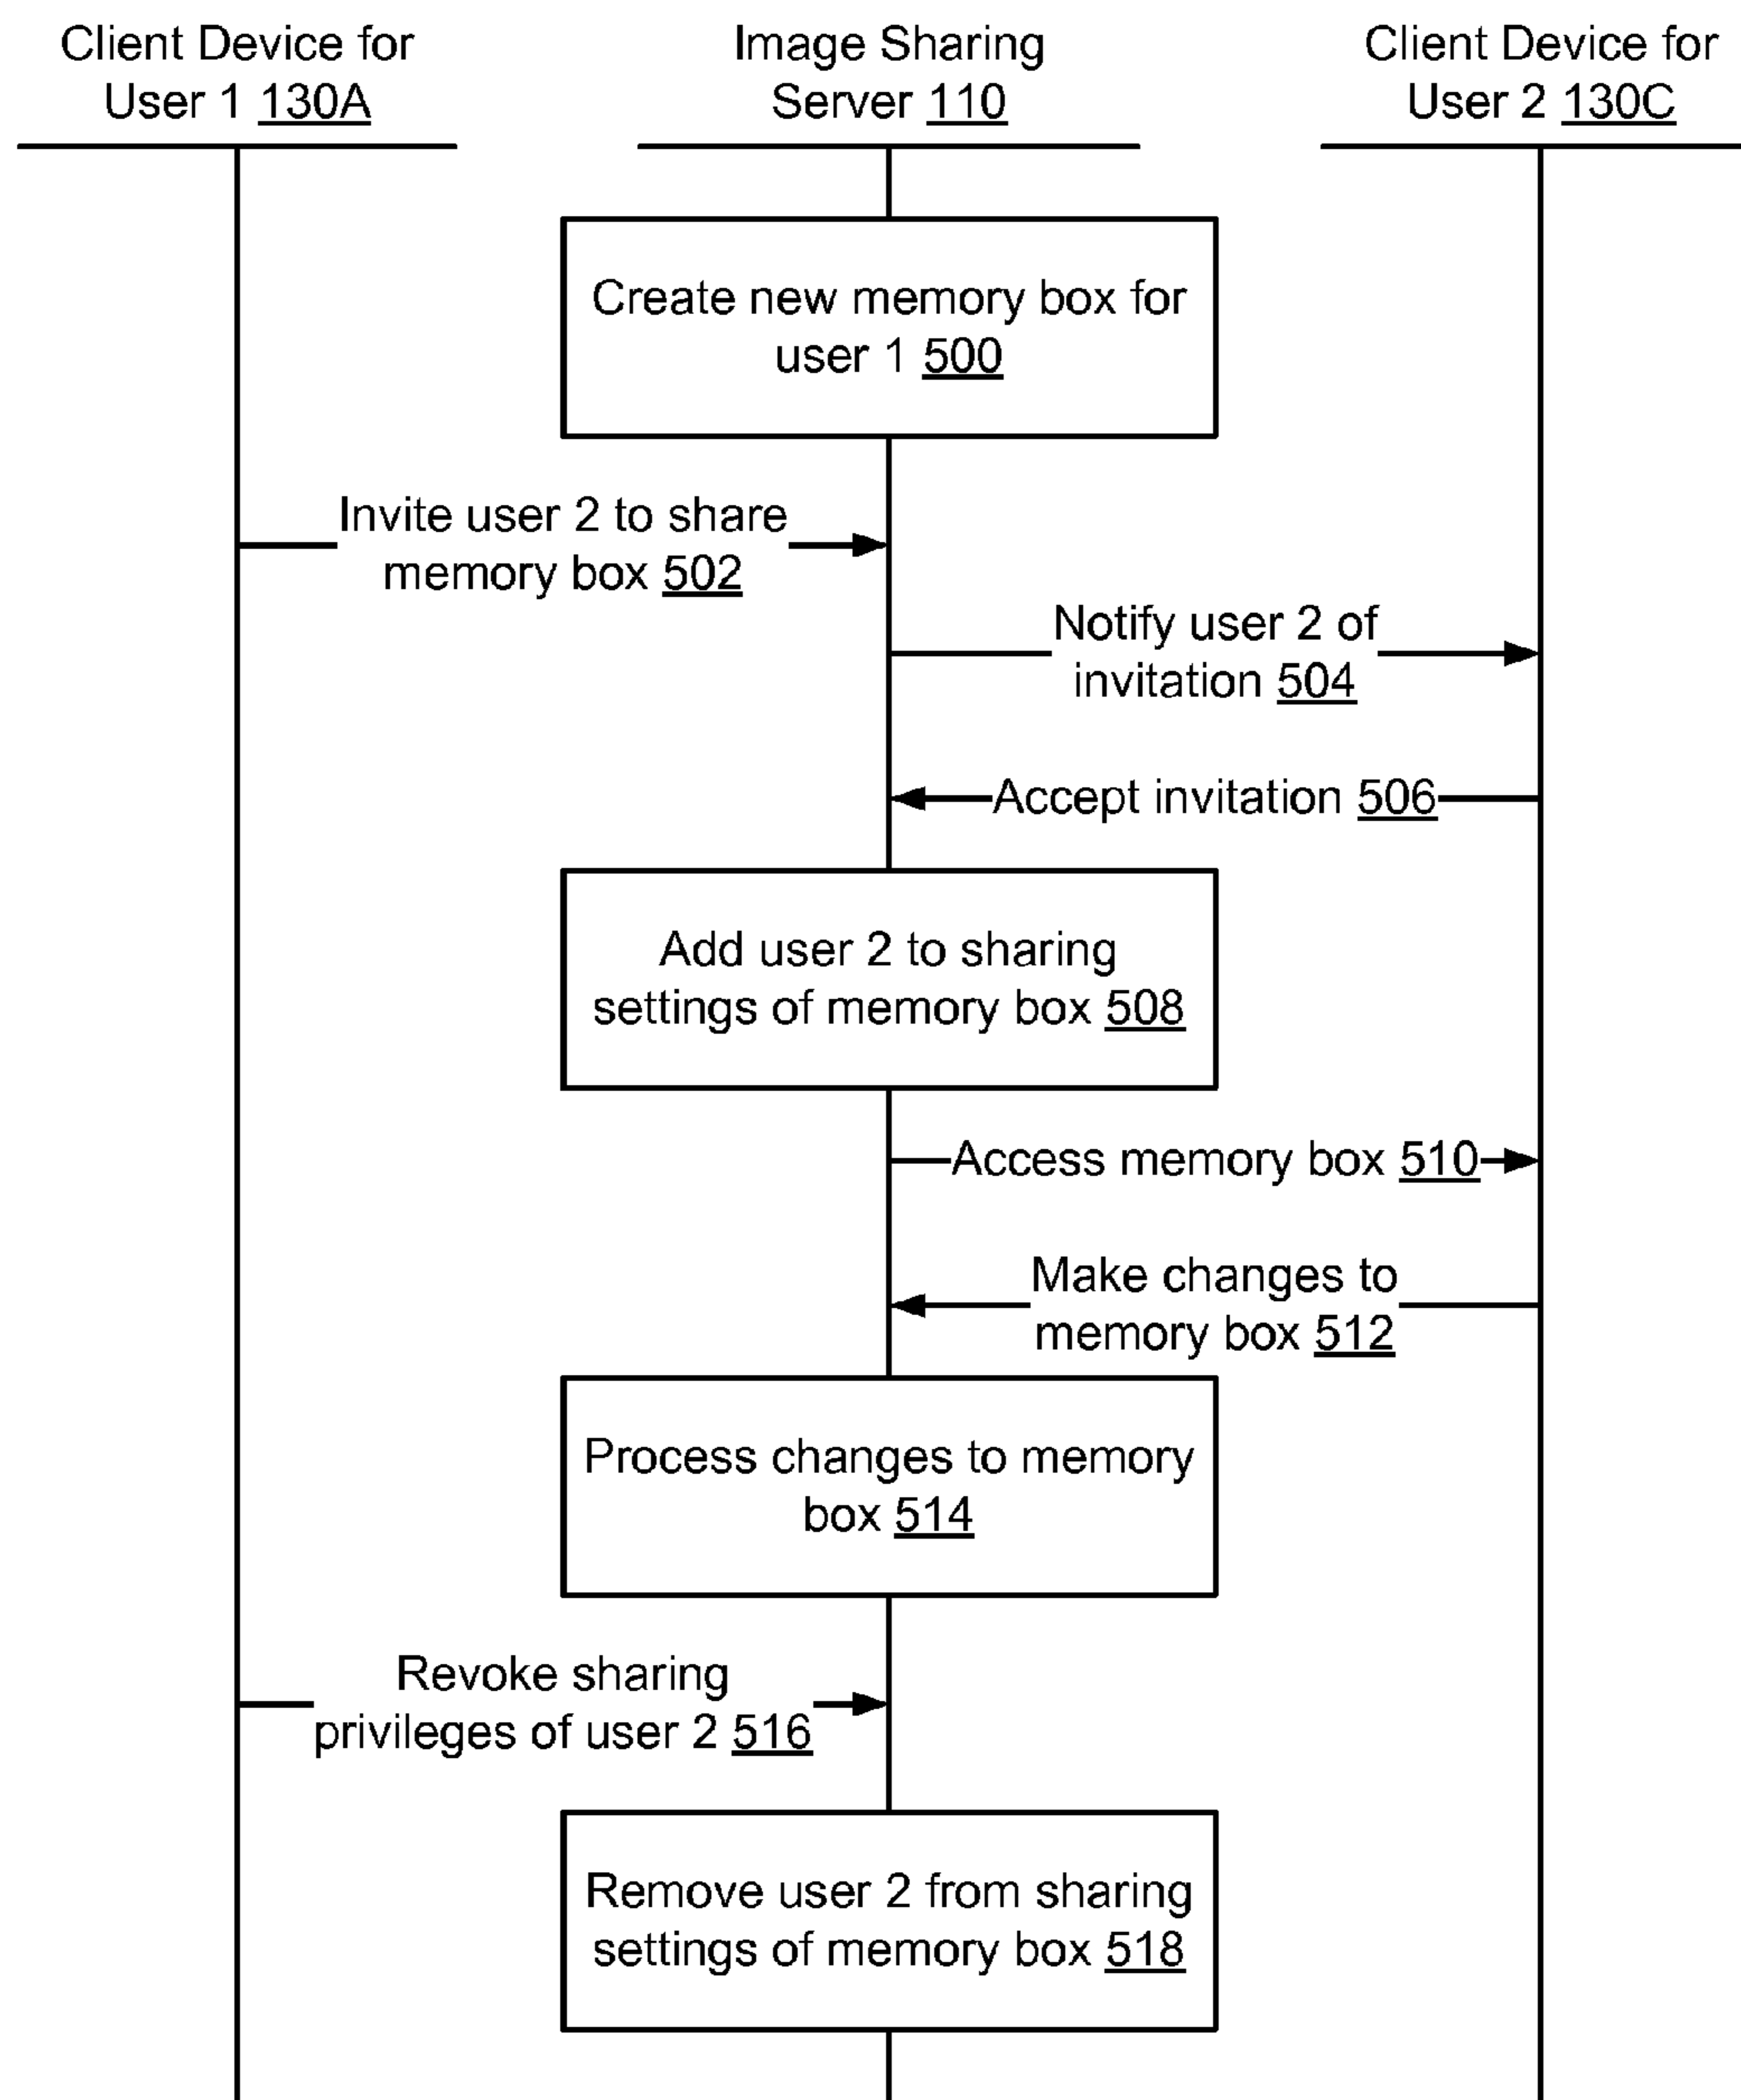 Client Device for
User 1 130A
Image Sharing
Server 110
Client Device for
User 2 130C
Create new memory box for
user 1 500
Invite user 2 to share
memory box 502
Notify user 2 of
invitation 504
Accept invitation 506
Add user 2 to sharing
settings of memory box 508
Access memory box 510
Make changes to
memory box 512
Process changes to memory
box 514
Revoke sharing
privileges of user 2 516
Remove user 2 from sharing
settings of memory box 518